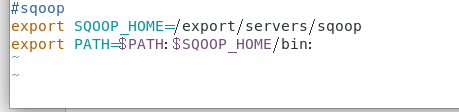 #sqoop
export SQOOP_HOME=/export/servers/sqoop
export PATH=$PATH:$SQOOP_HOME/bin:
~
~